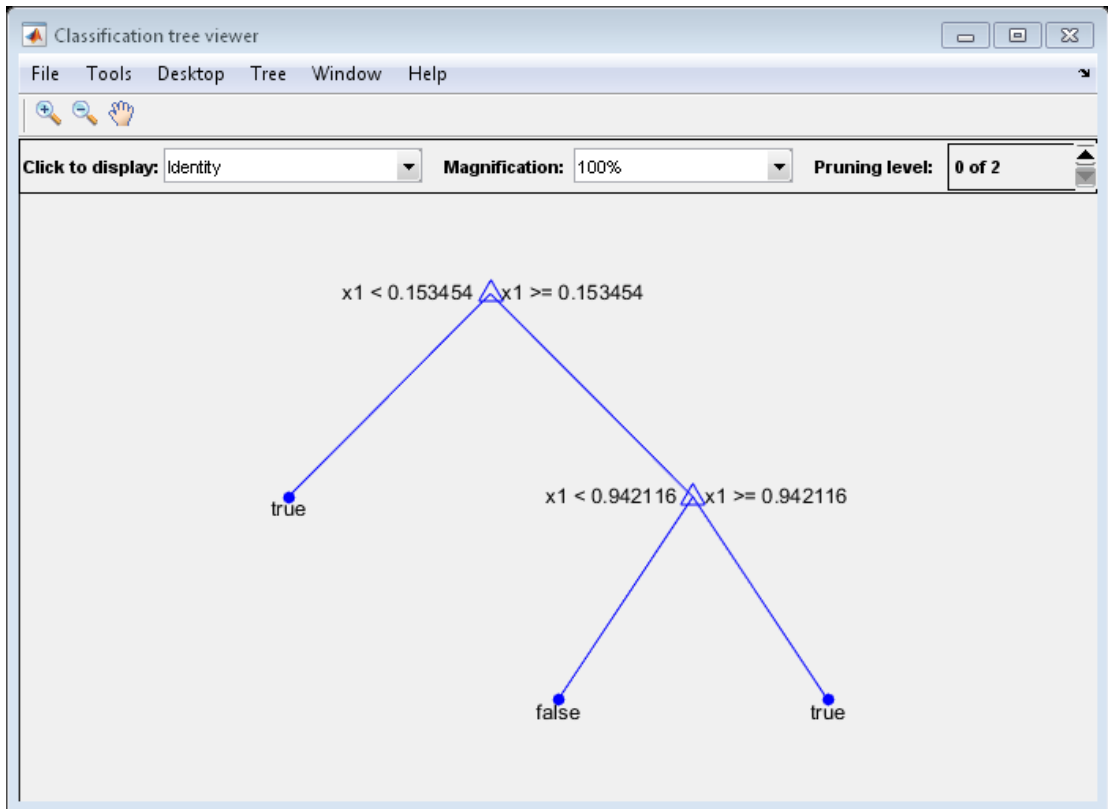 Classification tree viewer
File Tools Desktop Tree Window Help
Click to display: Identity Magnification: 100% Pruning level: 0 of 2
x1 < 0.153454 x1 >= 0.153454
true
x1 < 0.942116 x1 >= 0.942116
false true